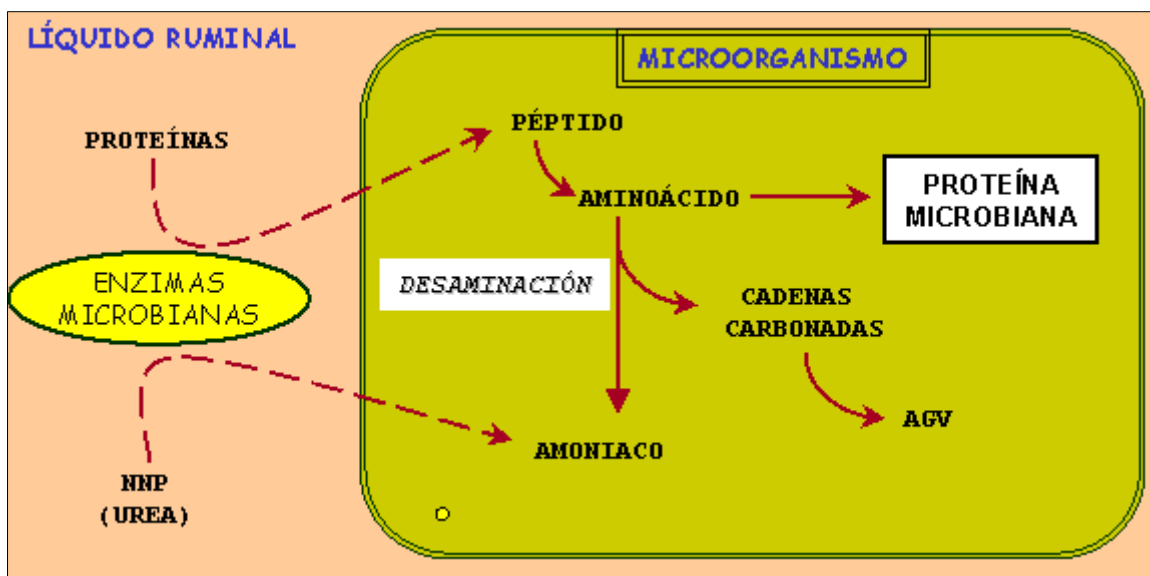 LÍQUIDO RUMINAL
MICROORGANISMO
PROTEÍNAS
PÉPTIDO
AMINOÁCIDO
PROTEÍNA
MICROBIANA
ENZIMAS
MICROBIANAS
DESAMINACIÓN
CADENAS
CARBONADAS
AGV
AMONIACO
NNP
(UREA)